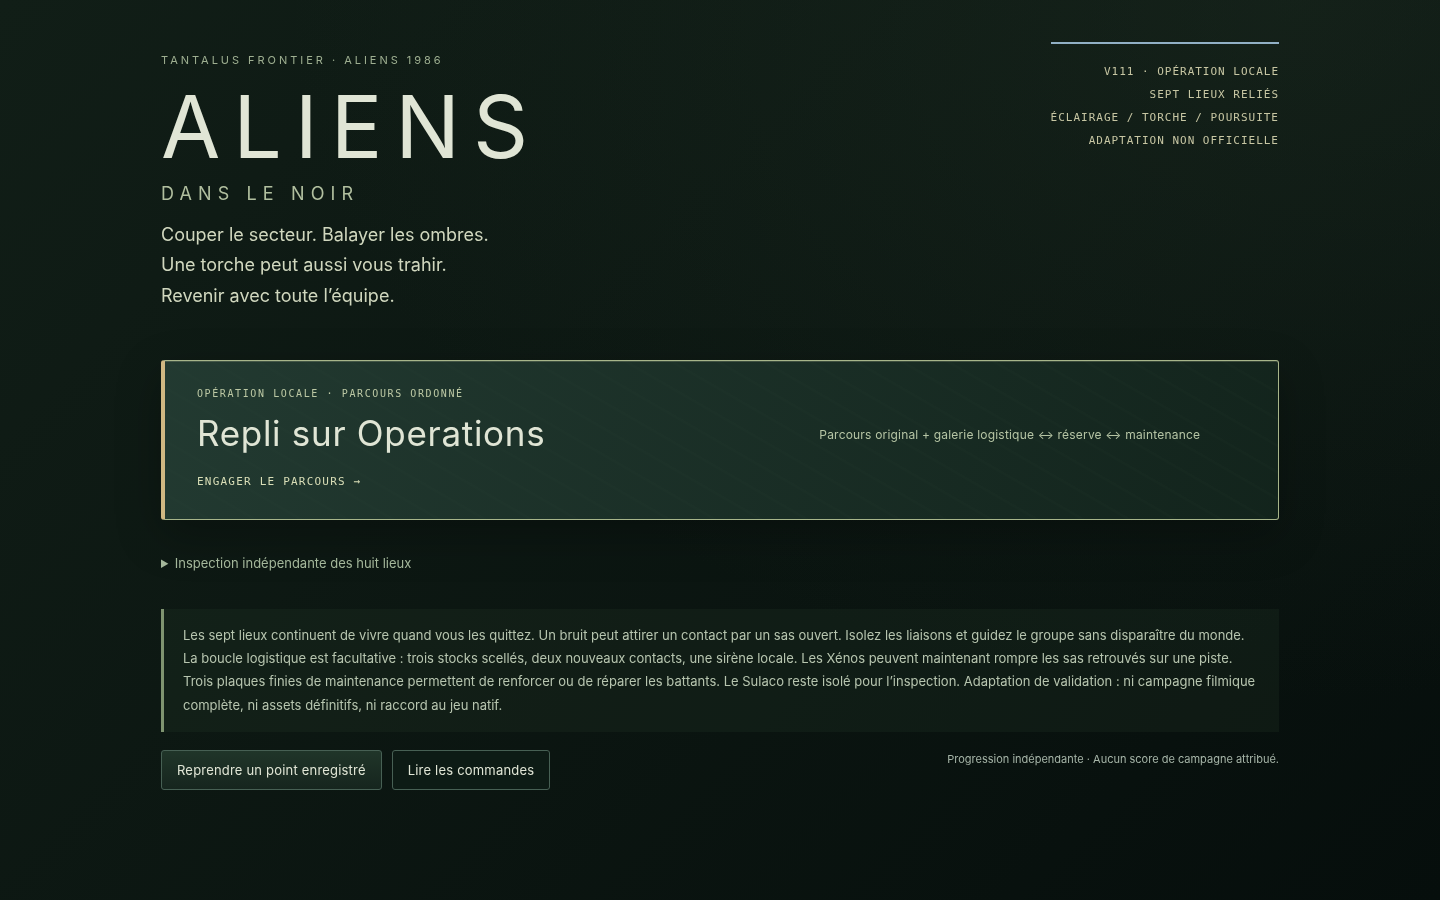 TANTALUS FRONTIER · ALIENS 1986
ALIENS
DANS LE NOIR
Couper le secteur. Balayer les ombres.
Une torche peut aussi vous trahir.
Revenir avec toute l’équipe.
V111 · OPÉRATION LOCALE
SEPT LIEUX RELIÉS
ÉCLAIRAGE / TORCHE / POURSUITE
ADAPTATION NON OFFICIELLE
OPÉRATION LOCALE · PARCOURS ORDONNÉ
Repli sur Operations
ENGAGER LE PARCOURS →
Parcours original + galerie logistique ↔ réserve ↔ maintenance
▶ Inspection indépendante des huit lieux
Les sept lieux continuent de vivre quand vous les quittez. Un bruit peut attirer un contact par un sas ouvert. Isolez les liaisons et guidez le groupe sans disparaître du monde.
La boucle logistique est facultative : trois stocks scellés, deux nouveaux contacts, une sirène locale. Les Xénos peuvent maintenant rompre les sas retrouvés sur une piste.
Trois plaques finies de maintenance permettent de renforcer ou de réparer les battants. Le Sulaco reste isolé pour l’inspection. Adaptation de validation : ni campagne filmique
complète, ni assets définitifs, ni raccord au jeu natif.
Reprendre un point enregistré
Lire les commandes
Progression indépendante · Aucun score de campagne attribué.